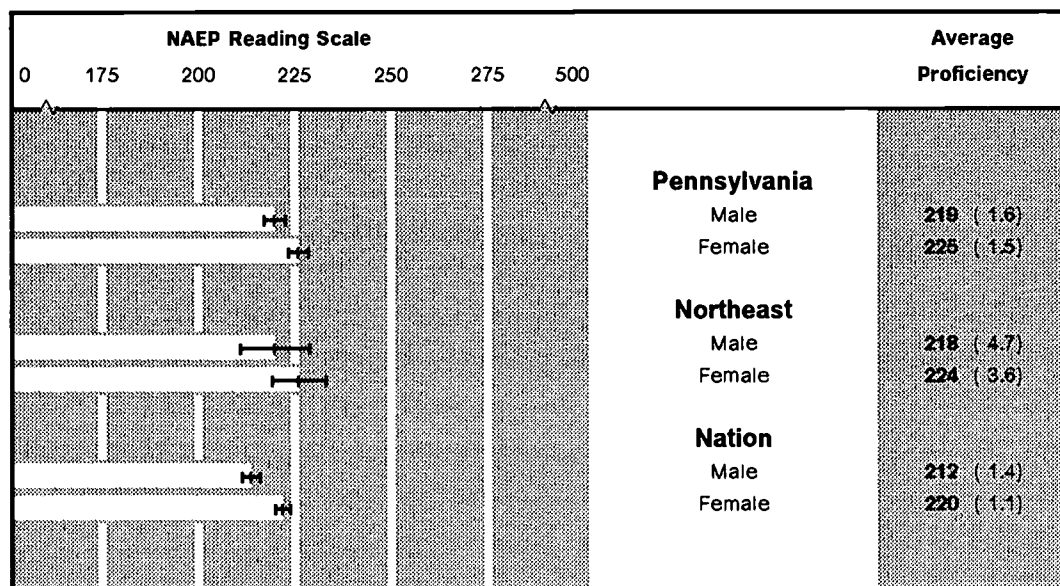 NAEP Reading Scale
Average
0 175 200 225 250 275 500
Proficiency
Pennsylvania
Male 219 ( 1.6)
Female 225 ( 1.5)
Northeast
Male 218 ( 4.7)
Female 224 ( 3.6)
Nation
Male 212 ( 1.4)
Female 220 ( 1.1)